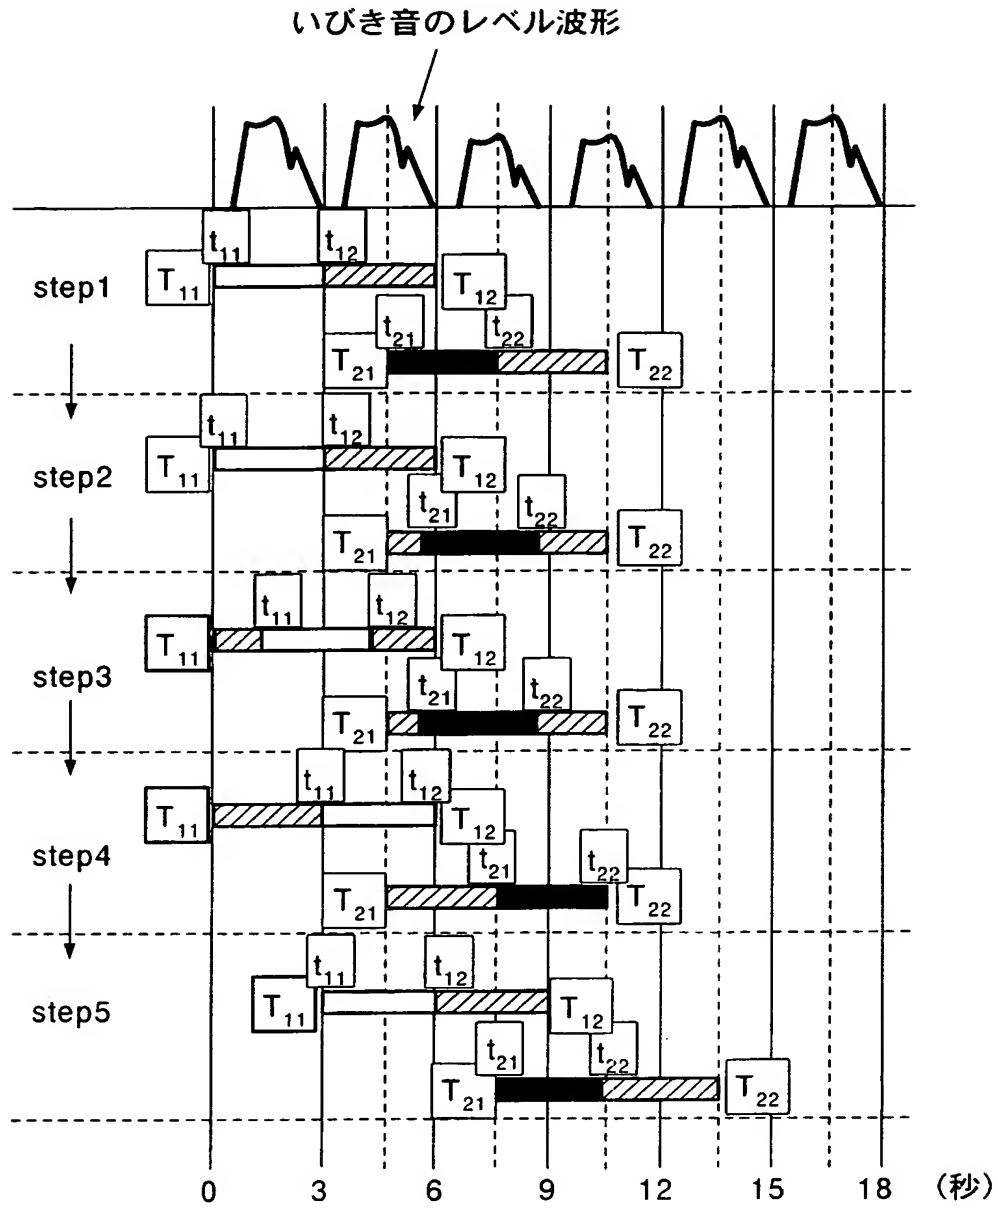 いびき音のレベル波形
t11 t12
step1 T11 T12
t21 t22
T21 T22
t11 t12
step2 T11 T12
t21 t22
T21 T22
t11 t12
T11 T12
step3 t21 t22
T21 T22
t11 t12
T11 T12
step4 t21 t22
T21 T22
t11 t12
step5 T11 T12
t21 t22
T21 T22
0 3 6 9 12 15 18 (秒)